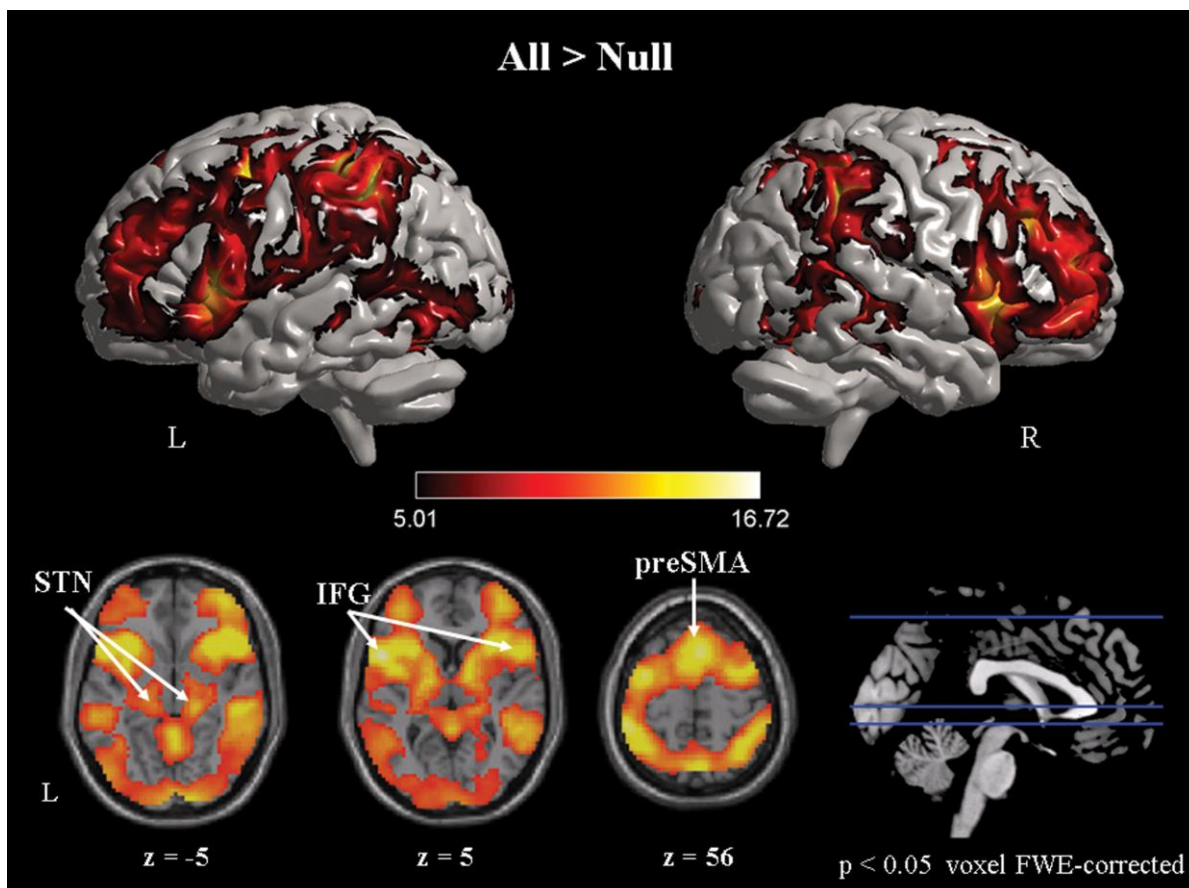 All > Null
L
R
5.01
16.72
STN
IFG
preSMA
L
z = -5
z = 5
z = 56
p < 0.05 voxel FWE-corrected